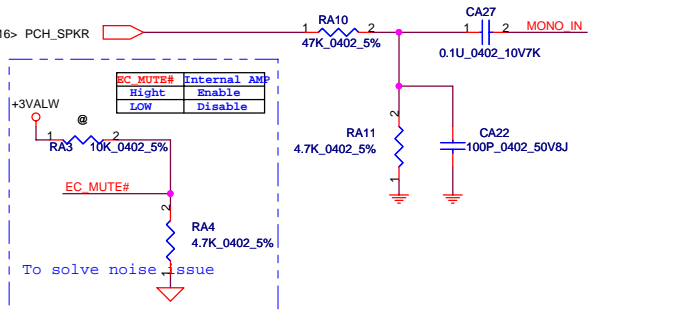 CA27
16> PCH_SPKR
1 RA10 2
47K_0402_5%
1 2 MONO_IN
0.1U_0402_10V7K
EC_MUTE# Internal AMP
Hight Enable
LOW Disable
+3VALW
@
1 2
RA3 10K_0402_5%
2
RA11
4.7K_0402_5%
1
CA22
100P_0402_50V8J
EC_MUTE#
2
RA4
4.7K_0402_5%
1
To solve noise issue